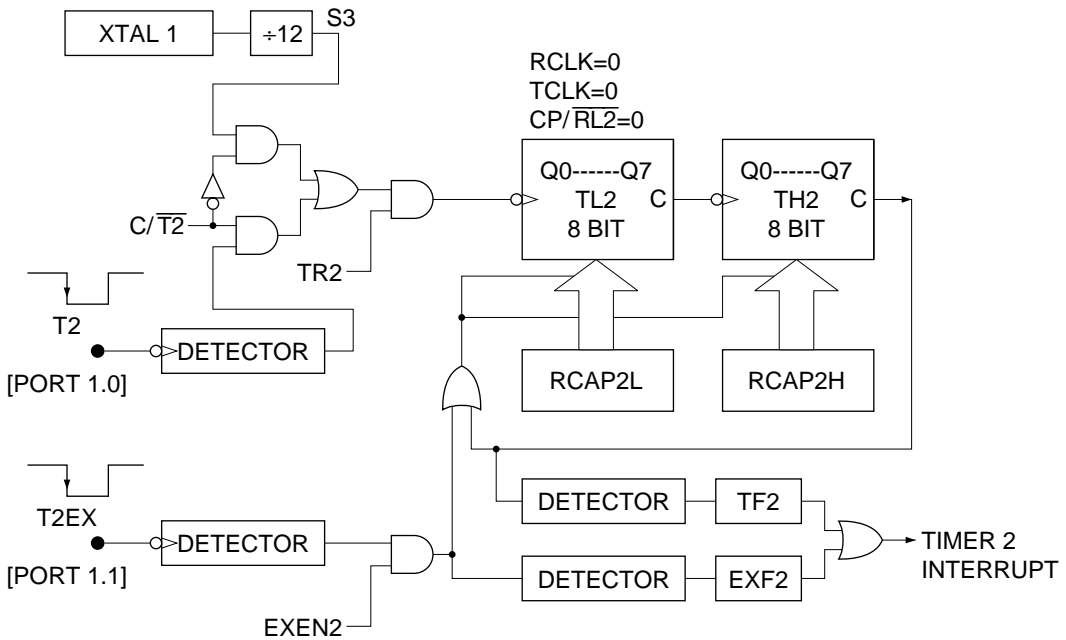 XTAL 1
÷12
S3
RCLK=0
TCLK=0
CP/R̅L̅2̅=0
Q0------Q7
TL2
C
8 BIT
Q0------Q7
TH2
C
8 BIT
C/T̅2̅
TR2
T2
DETECTOR
[PORT 1.0]
RCAP2L
RCAP2H
T2EX
DETECTOR
[PORT 1.1]
EXEN2
DETECTOR
TF2
DETECTOR
EXF2
TIMER 2
INTERRUPT